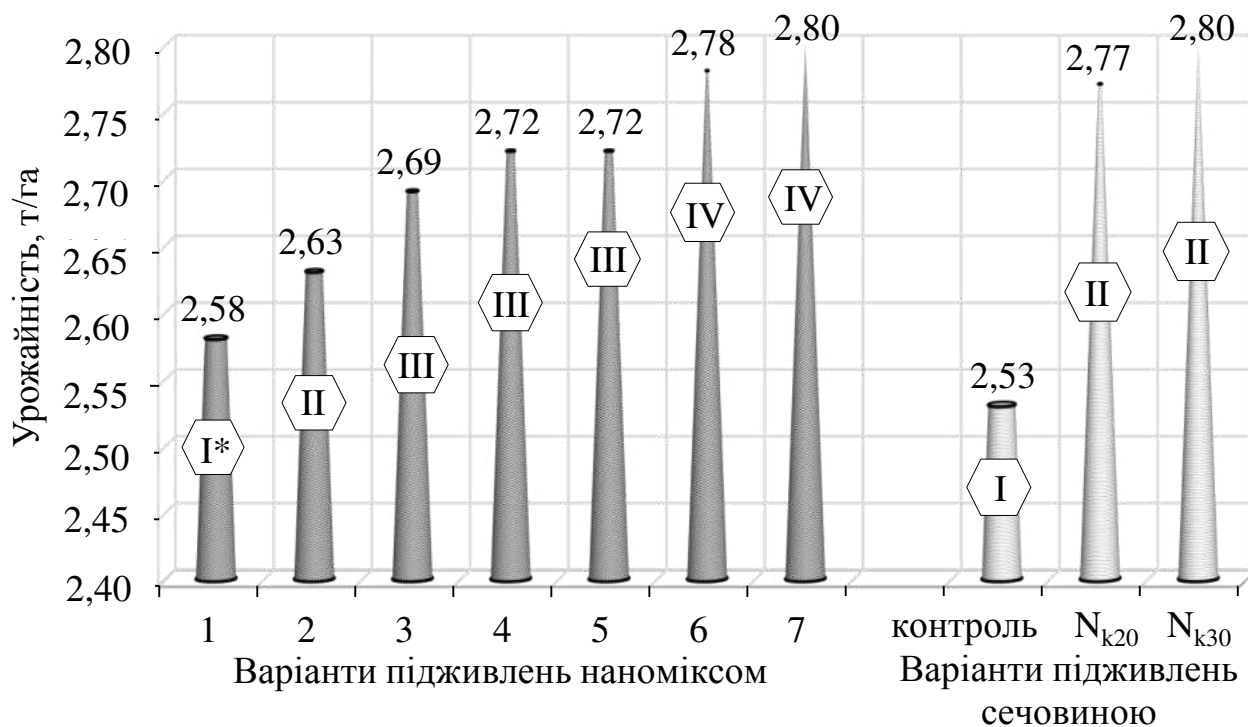 Урожайність, т/га
2,80
2,75
2,70
2,65
2,60
2,55
2,50
2,45
2,40
2,58
2,63
2,69
2,72
2,72
2,78
2,80
2,53
2,77
2,80
I*
II
III
III
III
IV
IV
I
II
II
1 2 3 4 5 6 7 контроль Nk20 Nk30
Варіанти підживлень наноміксом
Варіанти підживлень
сечовиною